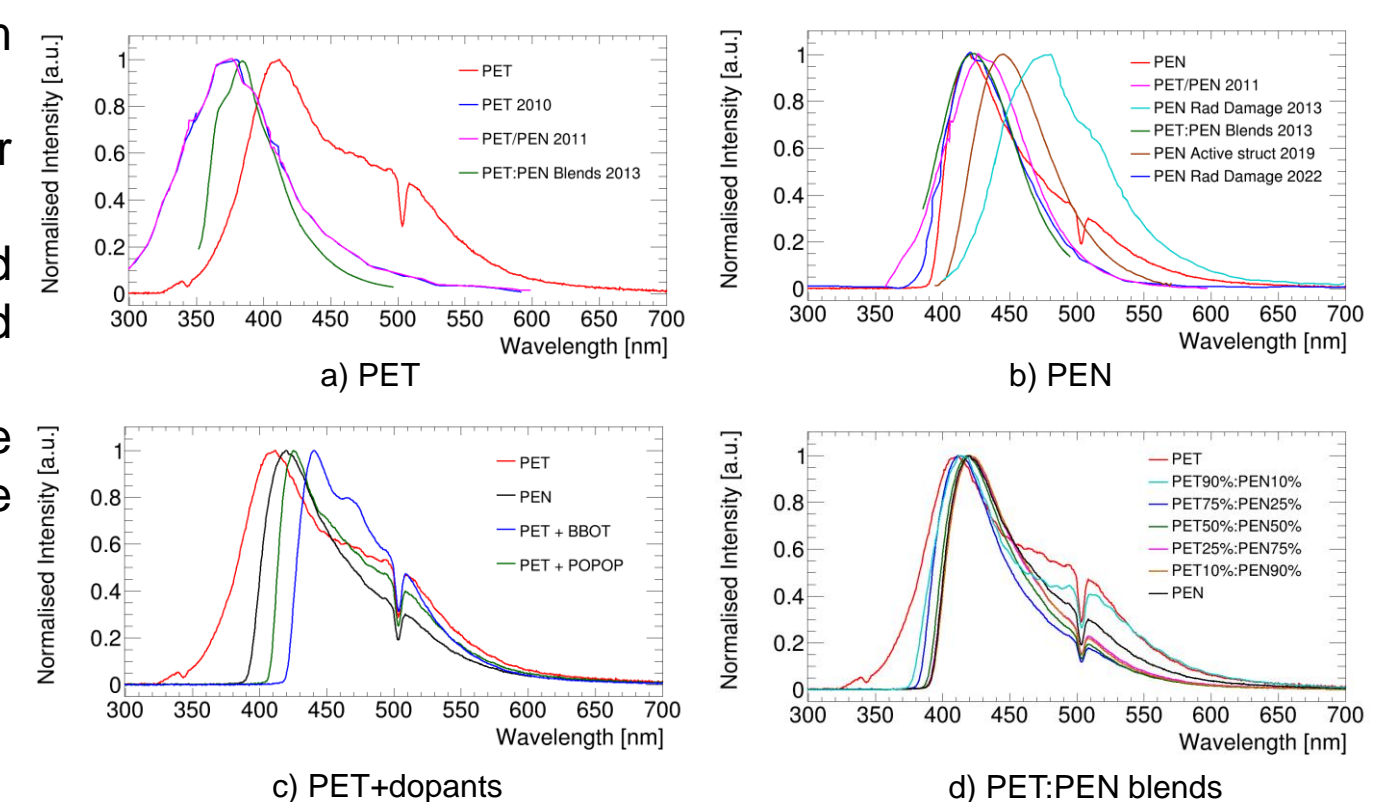 n
r
d
d
e
e
Normalised Intensity [a.u.]
1
0.8
0.6
0.4
0.2
0
PET
PET 2010
PET/PEN 2011
PET:PEN Blends 2013
300 350 400 450 500 550 600 650 700
Wavelength [nm]
a) PET
Normalised Intensity [a.u.]
1
0.8
0.6
0.4
0.2
0
PEN
PET/PEN 2011
PEN Rad Damage 2013
PET:PEN Blends 2013
PEN Active struct 2019
PEN Rad Damage 2022
300 350 400 450 500 550 600 650 700
Wavelength [nm]
b) PEN
Normalised Intensity [a.u.]
1
0.8
0.6
0.4
0.2
0
PET
PEN
PET + BBOT
PET + POPOP
300 350 400 450 500 550 600 650 700
Wavelength [nm]
c) PET+dopants
Normalised Intensity [a.u.]
1
0.8
0.6
0.4
0.2
0
PET
PET90%:PEN10%
PET75%:PEN25%
PET50%:PEN50%
PET25%:PEN75%
PET10%:PEN90%
PEN
300 350 400 450 500 550 600 650 700
Wavelength [nm]
d) PET:PEN blends